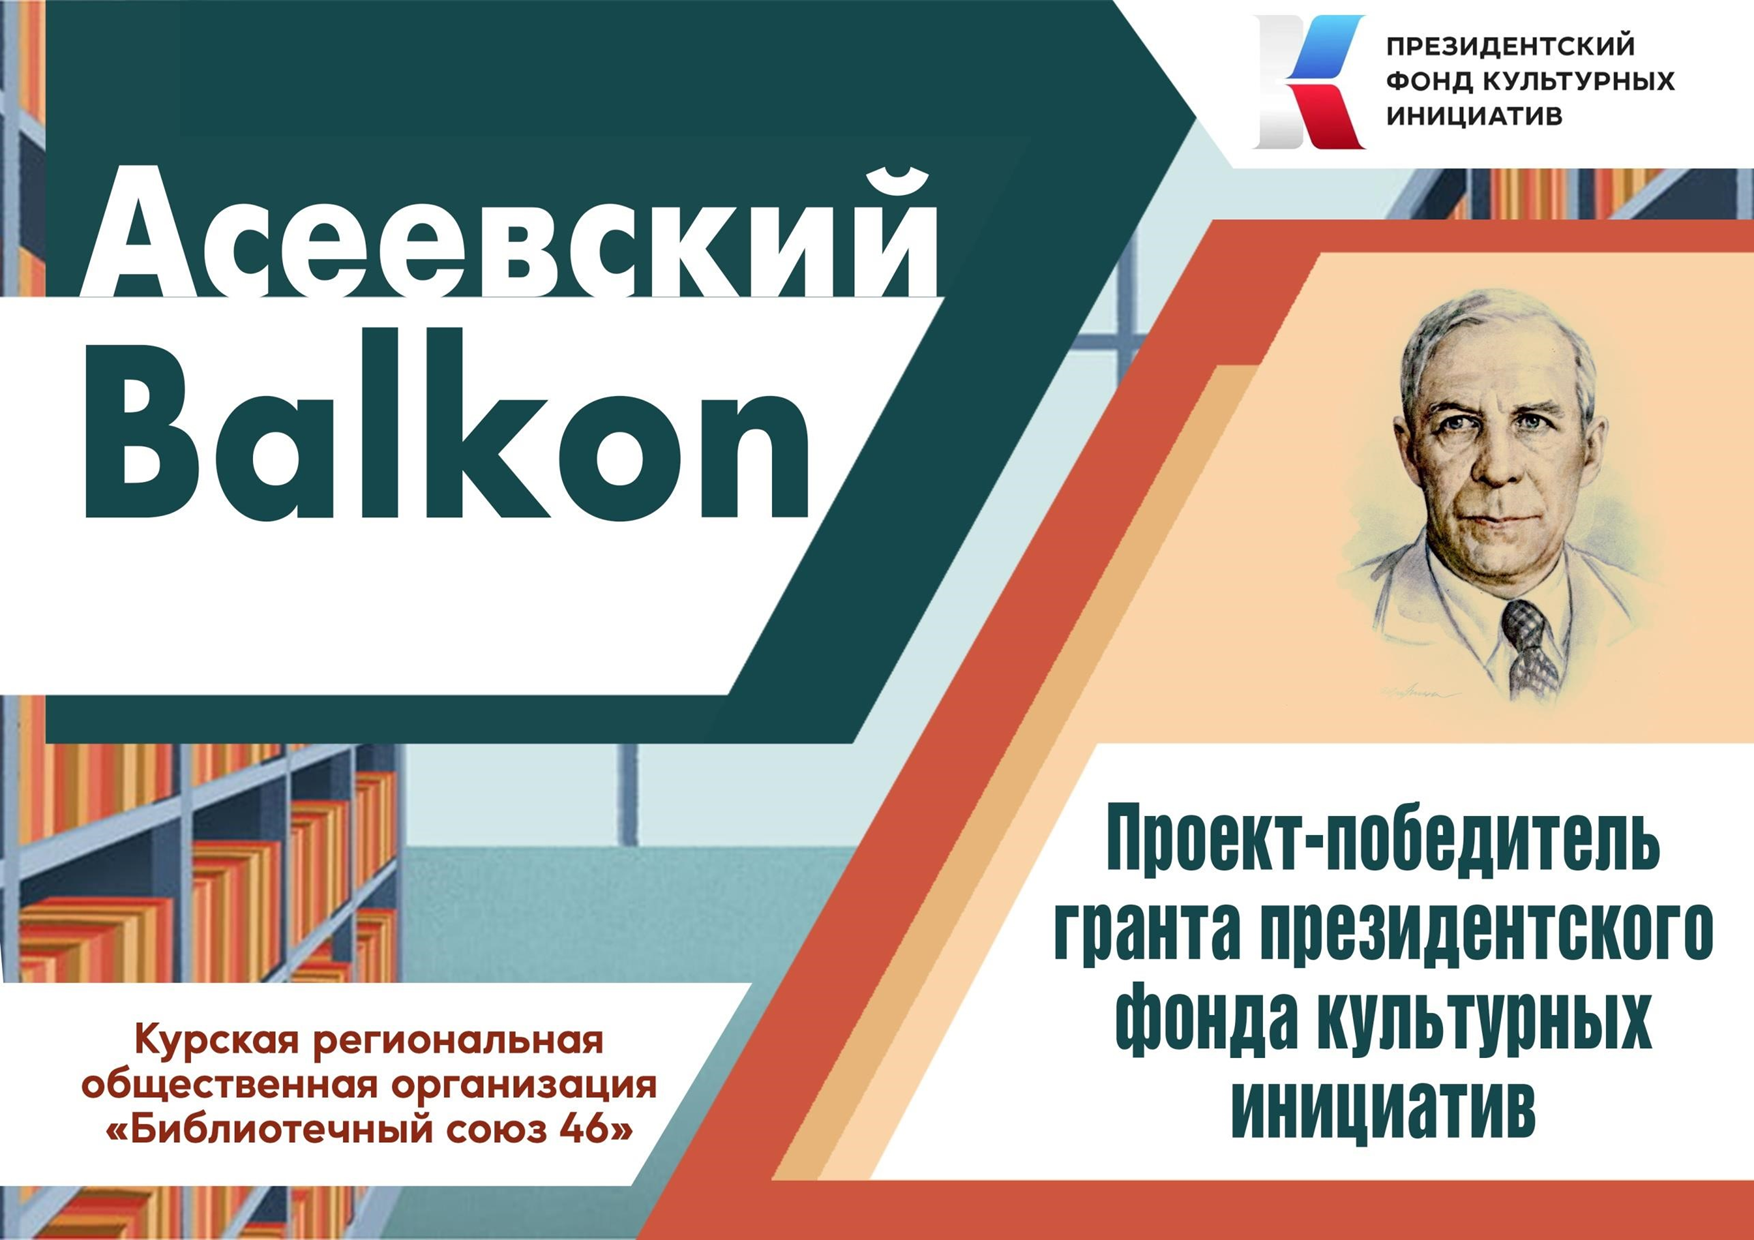 ПРЕЗИДЕНТСКИЙ
ФОНД КУЛЬТУРНЫХ
ИНИЦИАТИВ
Асеевский
Balkon
Проект-победитель
гранта президентского
фонда культурных
инициатив
Курская региональная
общественная организация
«Библиотечный союз 46»